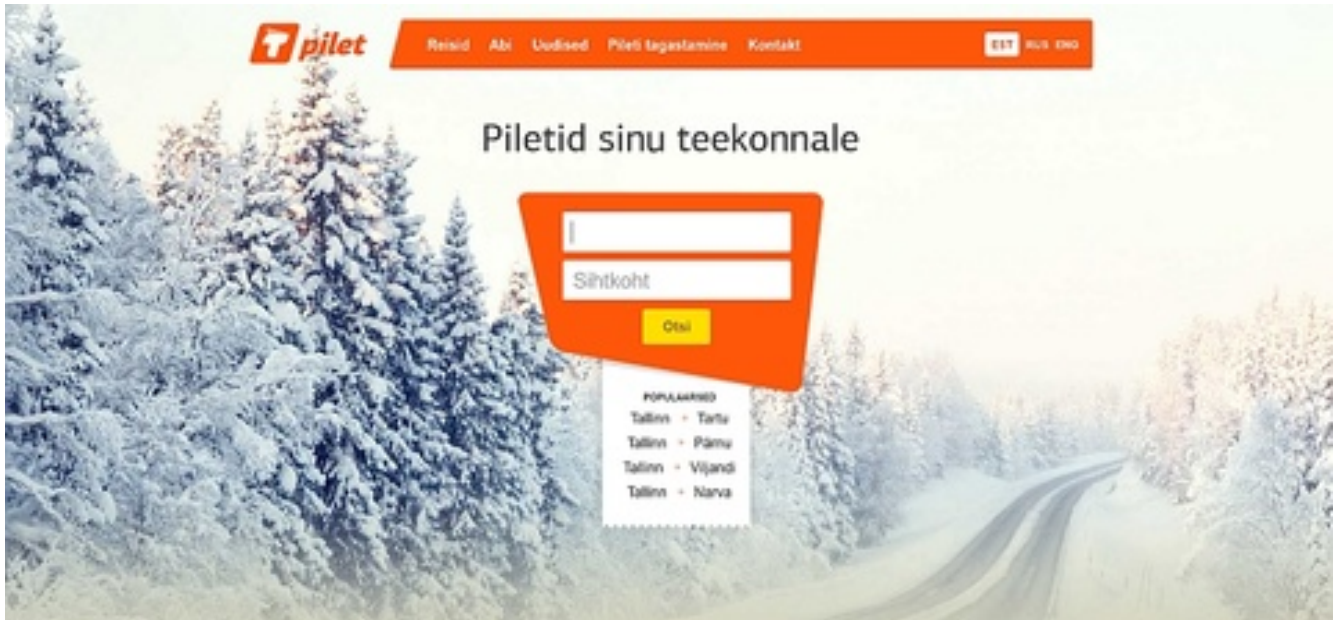 T pilet
Reisid Abi Uudised Pileti tagastamine Kontakt EST RUS ENG
Piletid sinu teekonnale
Sihtkoht
Otsi
POPULAARSED
Tallinn Tartu
Tallinn Pärnu
Tallinn Viljandi
Tallinn Narva